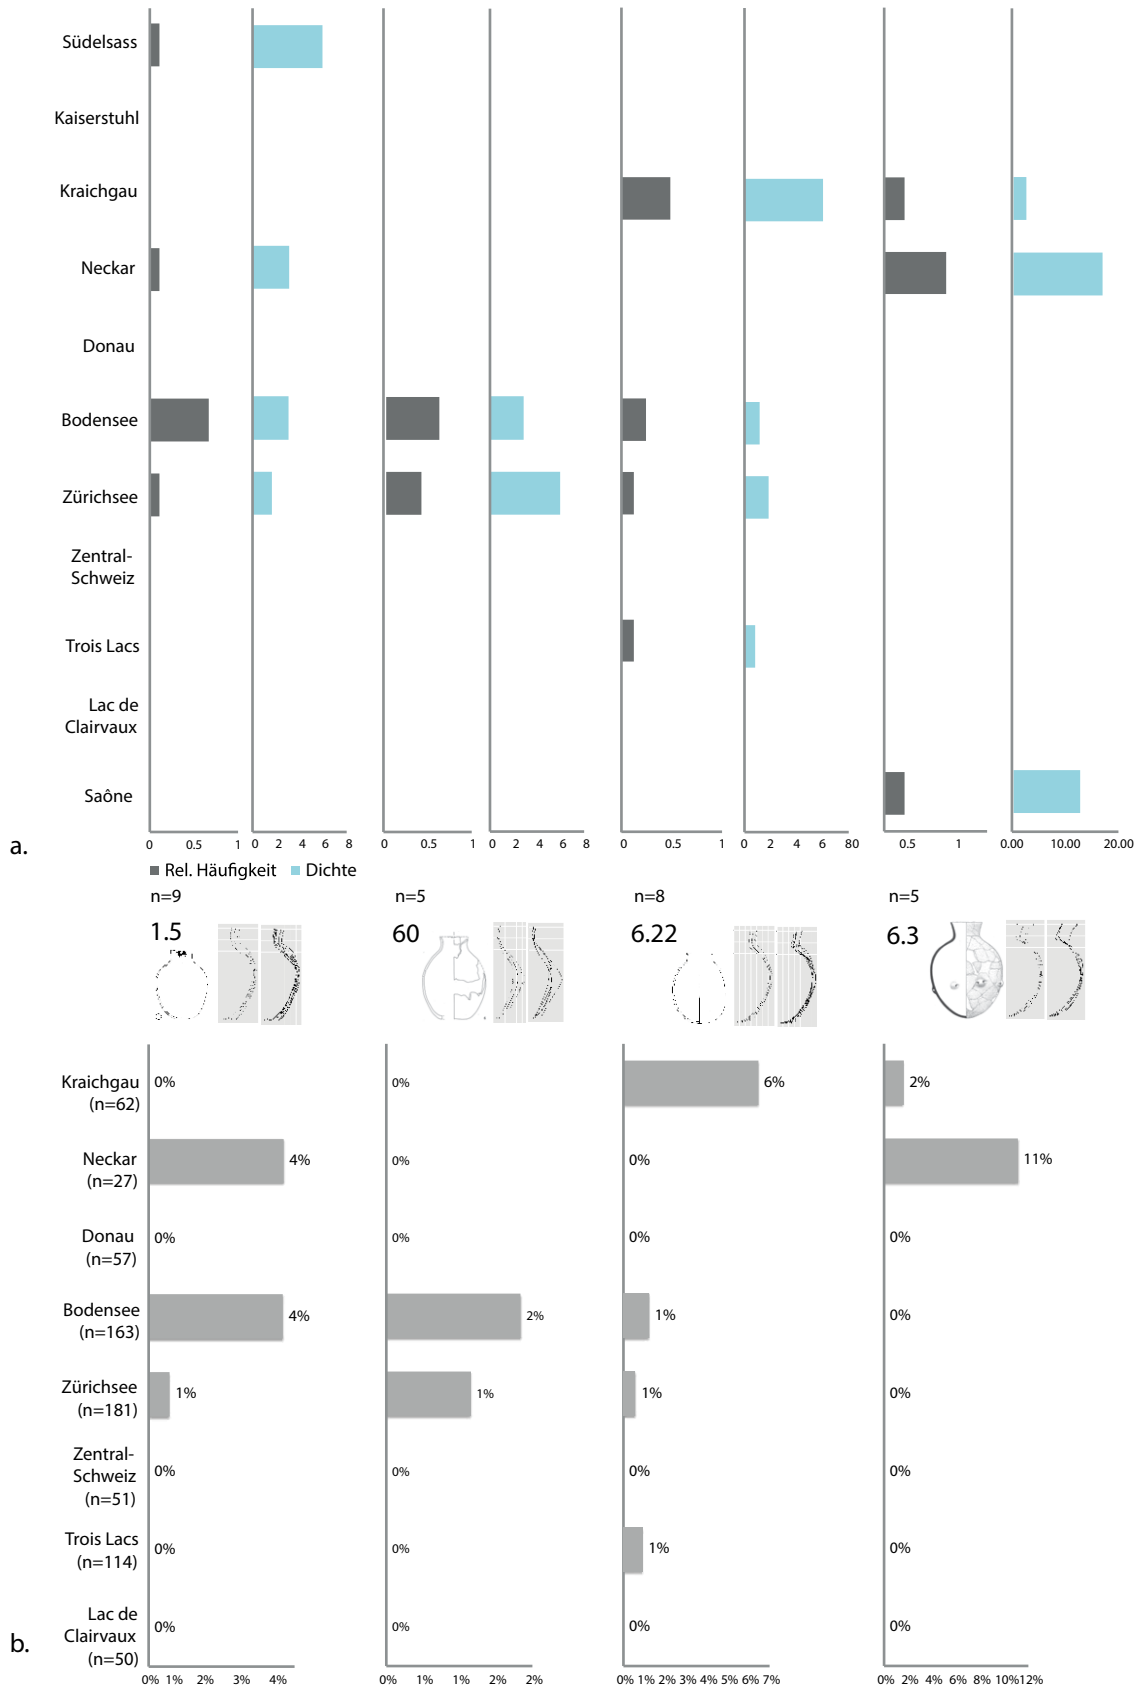 Südelsass
Kaiserstuhl
Kraichgau
Neckar
Donau
Bodensee
Zürichsee
Zentral-
Schweiz
Trois Lacs
Lac de
Clairvaux
Saône
a.
0 0.5 1 0 2 4 6 8 0 0.5 1 0 2 4 6 8 0 0.5 1 0 2 4 6 8 0.5 1 0.00 10.00 20.00
Rel. Häufigkeit Dichte
n=9 n=5 n=8 n=5
1.5 60 6.22 6.3
Kraichgau 0% 0% 6% 2%
(n=62)
Neckar 4% 0% 0% 11%
(n=27)
Donau 0% 0% 0% 0%
(n=57)
Bodensee 4% 2% 1% 0%
(n=163)
Zürichsee 1% 1% 1% 0%
(n=181)
Zentral-
Schweiz 0% 0% 0% 0%
(n=51)
Trois Lacs 0% 0% 1% 0%
(n=114)
Lac de
Clairvaux 0% 0% 0% 0%
(n=50)
b.
0% 1% 2% 3% 4% 0% 1% 1% 2% 2% 0% 1% 2% 3% 4% 5% 6% 7% 0% 2% 4% 6% 8% 10% 12%